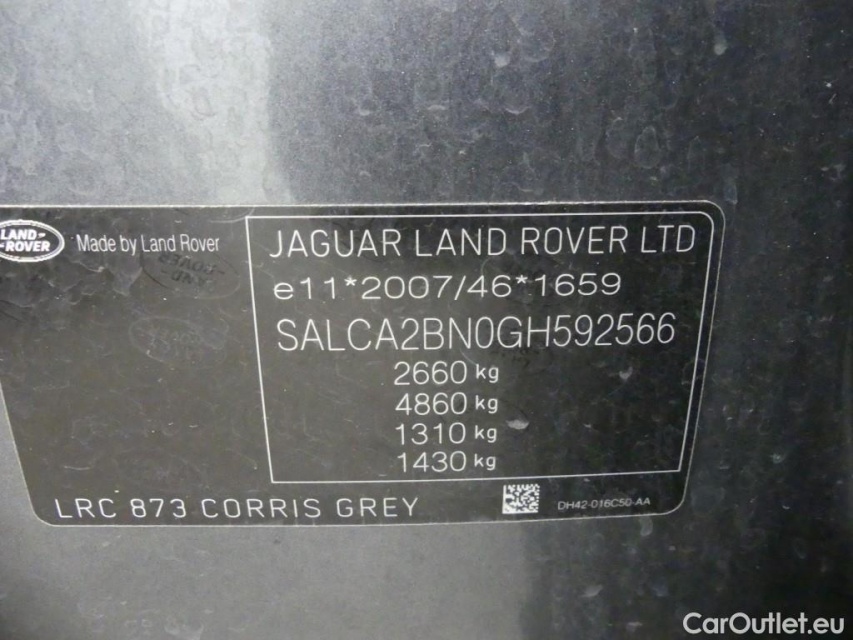 LAND-
-ROVER
Made by Land Rover
JAGUAR LAND ROVER LTD
e11*2007/46*1659
SALCA2BN0GH592566
2660 kg
4860 kg
1310 kg
1430 kg
LRC 873 CORRIS GREY
DH42-016C50-AA
CarOutlet.eu